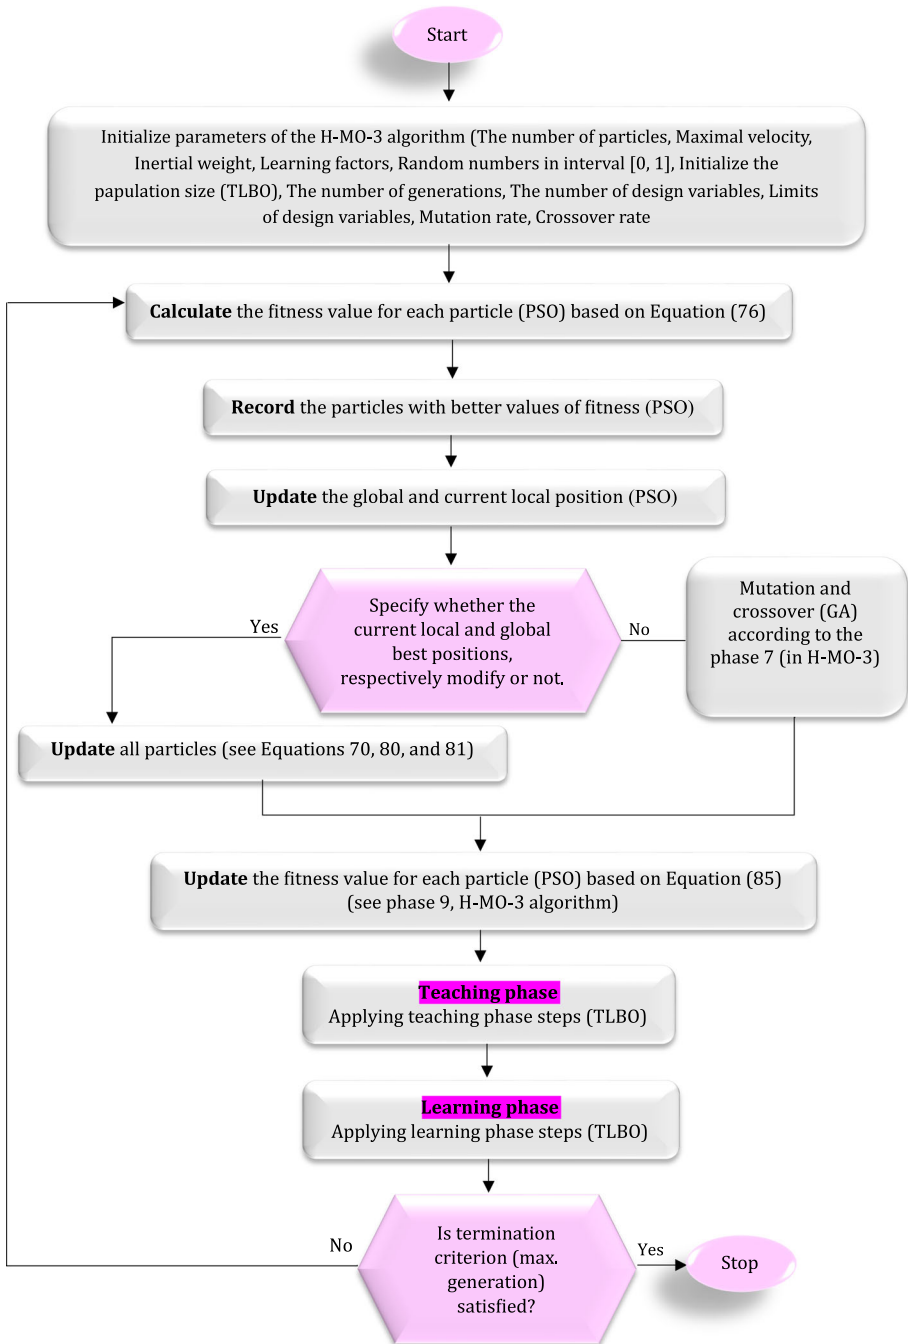 Start
Initialize parameters of the H-MO-3 algorithm (The number of particles, Maximal velocity,
Inertial weight, Learning factors, Random numbers in interval [0, 1], Initialize the
papulation size (TLBO), The number of generations, The number of design variables, Limits
of design variables, Mutation rate, Crossover rate
Calculate the fitness value for each particle (PSO) based on Equation (76)
Record the particles with better values of fitness (PSO)
Update the global and current local position (PSO)
Specify whether the
current local and global
best positions,
respectively modify or not.
Yes
No
Mutation and
crossover (GA)
according to the
phase 7 (in H-MO-3)
Update all particles (see Equations 70, 80, and 81)
Update the fitness value for each particle (PSO) based on Equation (85)
(see phase 9, H-MO-3 algorithm)
Teaching phase
Applying teaching phase steps (TLBO)
Learning phase
Applying learning phase steps (TLBO)
Is termination
criterion (max.
generation)
satisfied?
No
Yes
Stop